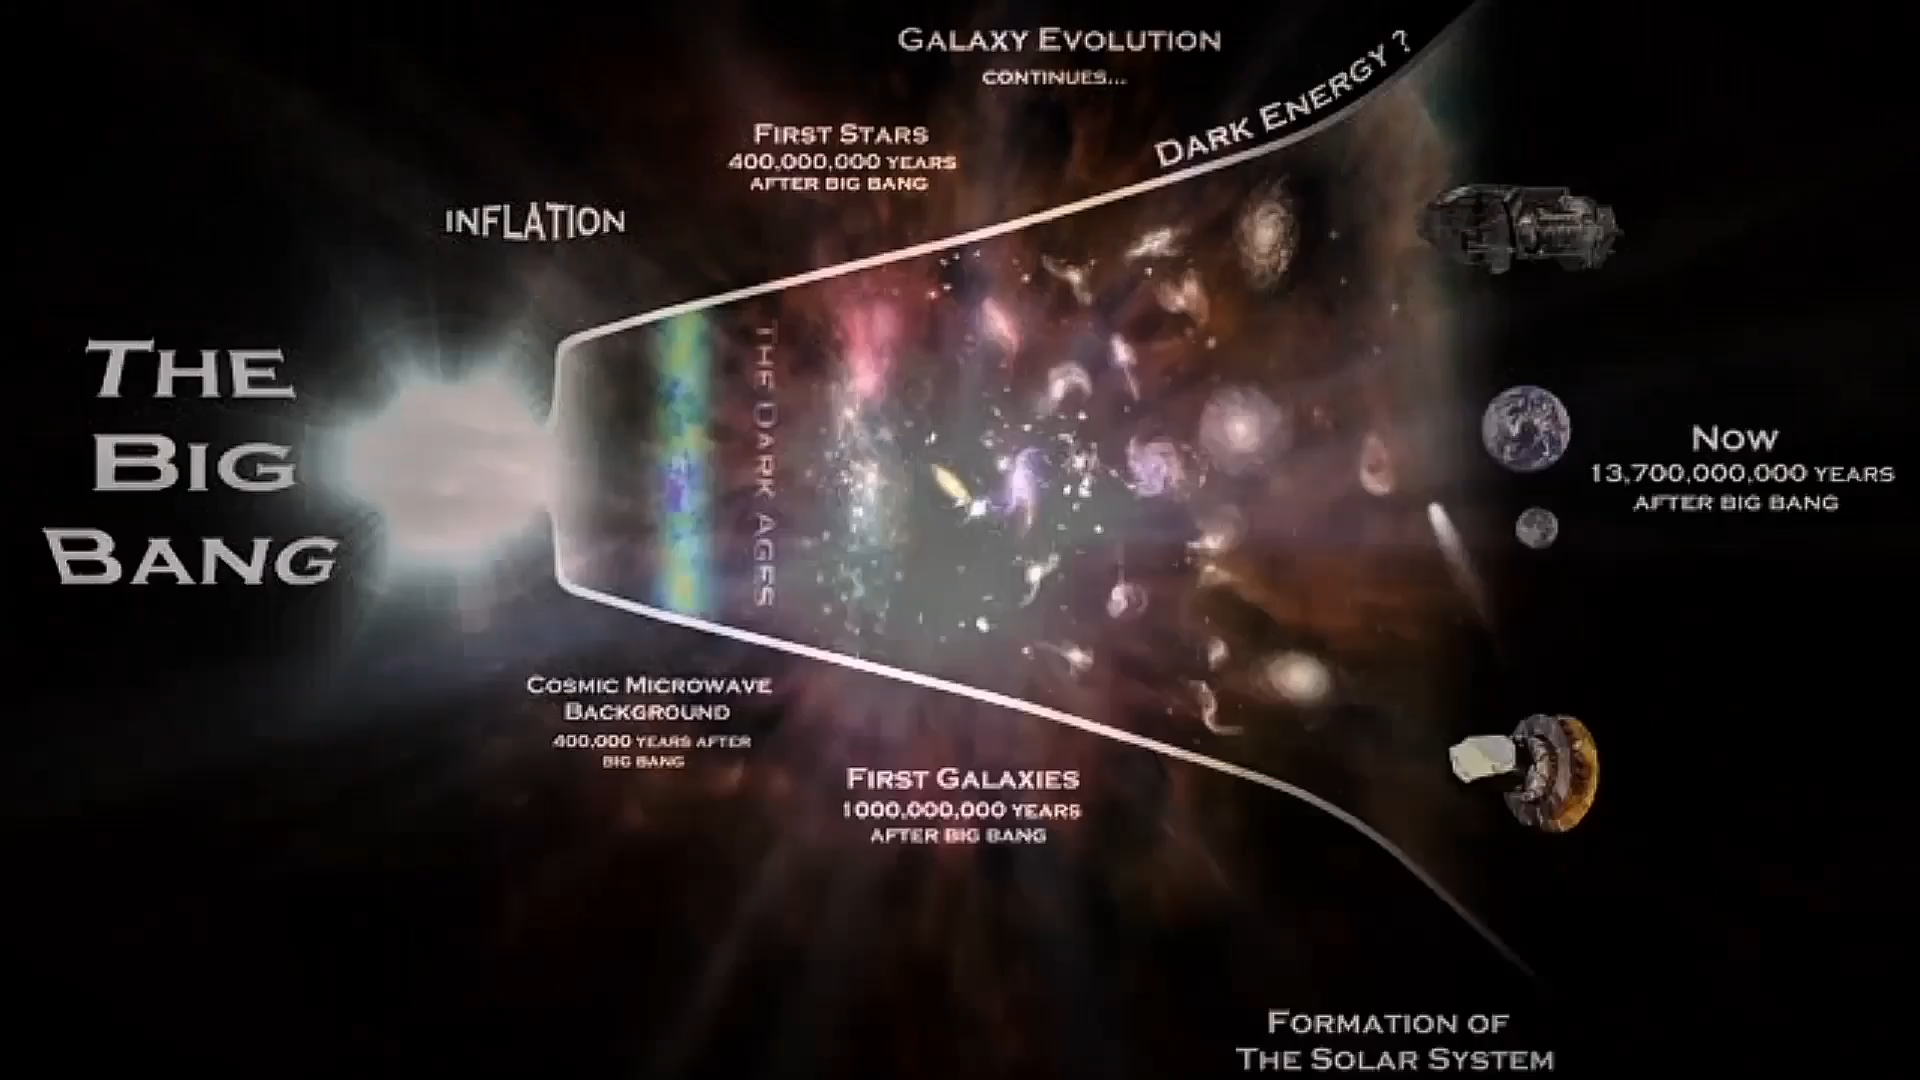 GALAXY EVOLUTION
CONTINUES...
DARK ENERGY ?
FIRST STARS
400,000,000 YEARS
AFTER BIG BANG
INFLATION
THE
BIG
BANG
THE DARK AGES
NOW
13,700,000,000 YEARS
AFTER BIG BANG
COSMIC MICROWAVE
BACKGROUND
400,000 YEARS AFTER
BIG BANG
FIRST GALAXIES
1000,000,000 YEARS
AFTER BIG BANG
FORMATION OF
THE SOLAR SYSTEM